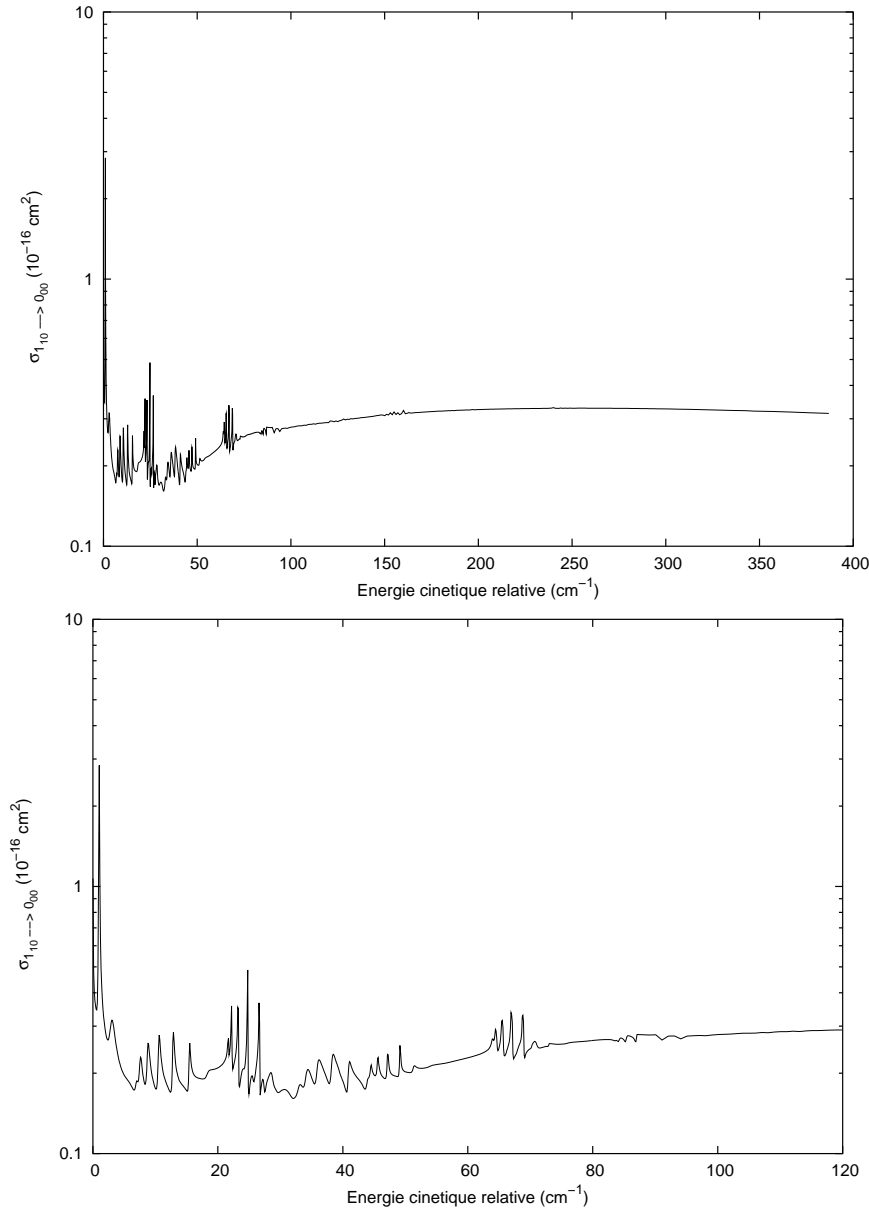 10
1
0.1
σ1₁₀ —> 0₀₀ (10⁻¹⁶ cm²)
0 50 100 150 200 250 300 350 400
Energie cinetique relative (cm⁻¹)
10
1
0.1
σ1₁₀ —> 0₀₀ (10⁻¹⁶ cm²)
0 20 40 60 80 100 120
Energie cinetique relative (cm⁻¹)